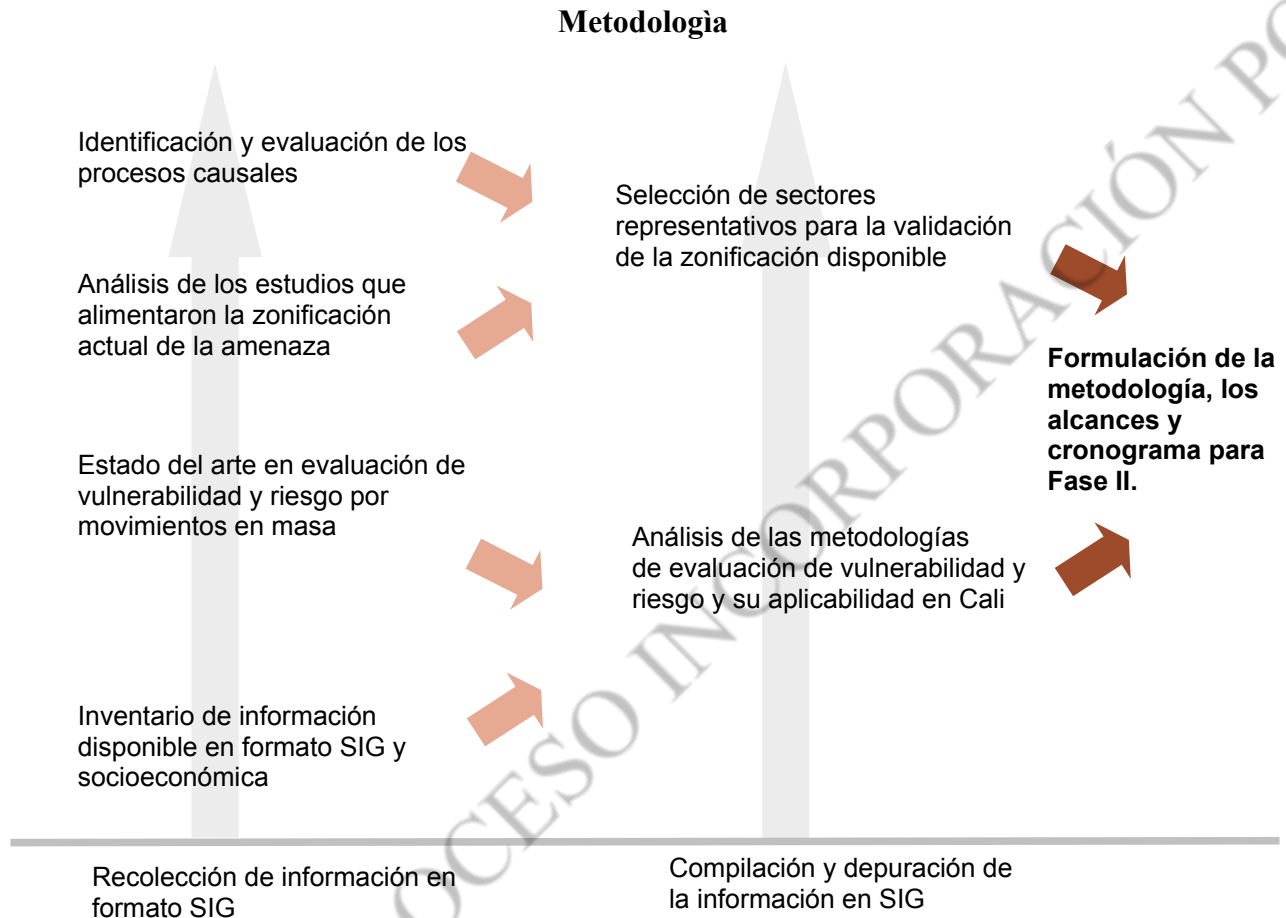 Metodologìa
Identificación y evaluación de los
procesos causales
Análisis de los estudios que
alimentaron la zonificación
actual de la amenaza
Estado del arte en evaluación de
vulnerabilidad y riesgo por
movimientos en masa
Inventario de información
disponible en formato SIG y
socioeconómica
Selección de sectores
representativos para la validación
de la zonificación disponible
Análisis de las metodologías
de evaluación de vulnerabilidad y
riesgo y su aplicabilidad en Cali
Formulación de la
metodología, los
alcances y
cronograma para
Fase II.
Recolección de información en
formato SIG
Compilación y depuración de
la información en SIG
OCESO INCORPORACIÓN PO